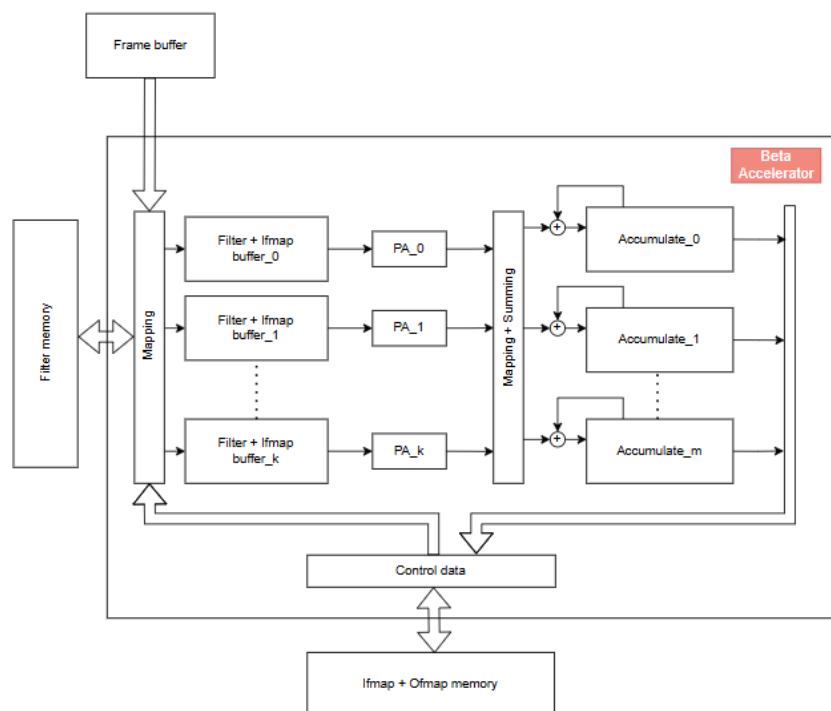 Frame buffer
Beta
Accelerator
Filter memory
Mapping
Filter + Ifmap
buffer_0
PA_0
Mapping + Summing
+
Accumulate_0
Filter + Ifmap
buffer_1
PA_1
+
Accumulate_1
Filter + Ifmap
buffer_k
PA_k
+
Accumulate_m
Control data
Ifmap + Ofmap memory